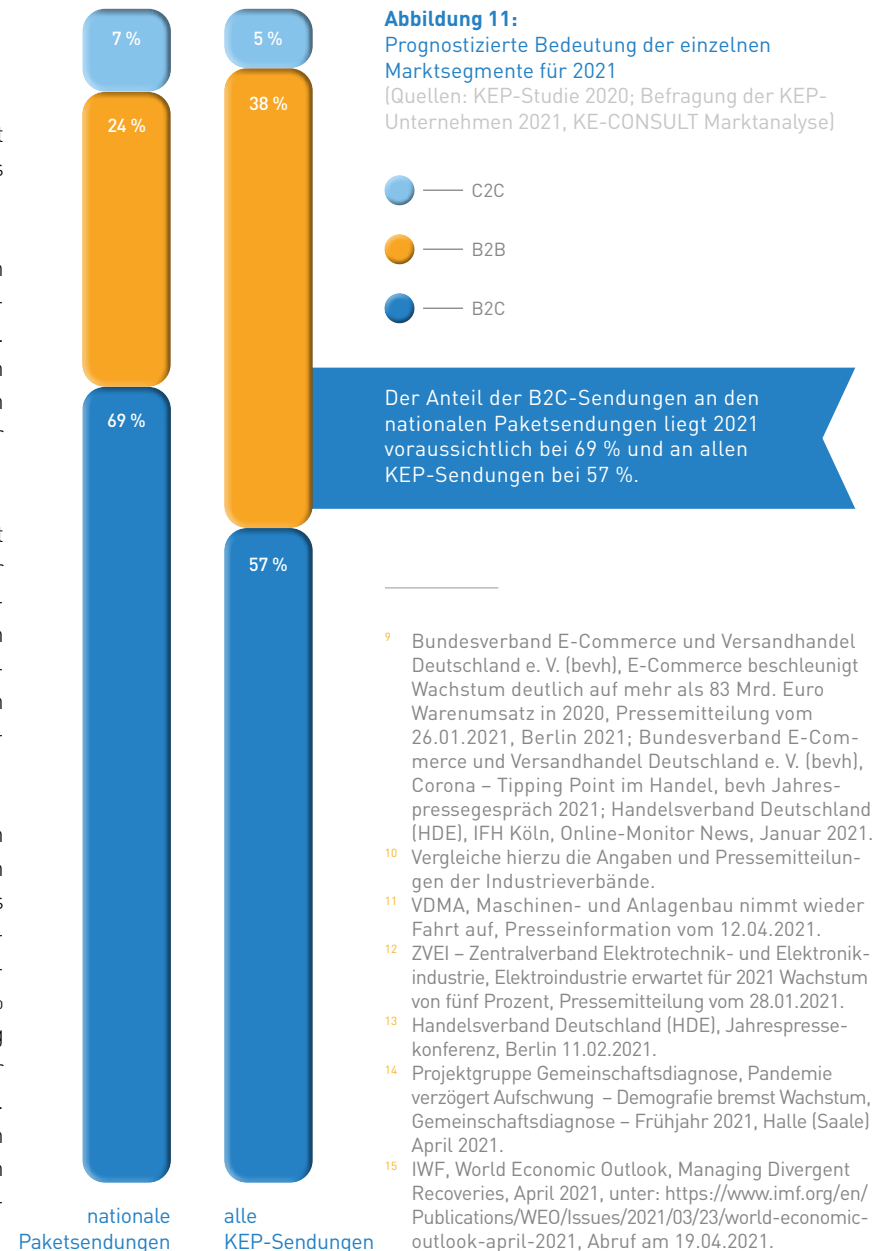 7 %
24 %
69 %
nationale
Paketsendungen
5 %
38 %
57 %
alle
KEP-Sendungen
Abbildung 11:
Prognostizierte Bedeutung der einzelnen
Marktsegmente für 2021
(Quellen: KEP-Studie 2020; Befragung der KEP-
Unternehmen 2021, KE-CONSULT Marktanalyse)
C2C
B2B
B2C
Der Anteil der B2C-Sendungen an den
nationalen Paketsendungen liegt 2021
voraussichtlich bei 69 % und an allen
KEP-Sendungen bei 57 %.
9 Bundesverband E-Commerce und Versandhandel
Deutschland e. V. (bevh), E-Commerce beschleunigt
Wachstum deutlich auf mehr als 83 Mrd. Euro
Warenumsatz in 2020, Pressemitteilung vom
26.01.2021, Berlin 2021; Bundesverband E-Com-
merce und Versandhandel Deutschland e. V. (bevh),
Corona – Tipping Point im Handel, bevh Jahres-
pressegespräch 2021; Handelsverband Deutschland
(HDE), IFH Köln, Online-Monitor News, Januar 2021.
10 Vergleiche hierzu die Angaben und Pressemitteilun-
gen der Industrieverbände.
11 VDMA, Maschinen- und Anlagenbau nimmt wieder
Fahrt auf, Presseinformation vom 12.04.2021.
12 ZVEI – Zentralverband Elektrotechnik- und Elektronik-
industrie, Elektroindustrie erwartet für 2021 Wachstum
von fünf Prozent, Pressemitteilung vom 28.01.2021.
13 Handelsverband Deutschland (HDE), Jahrespresse-
konferenz, Berlin 11.02.2021.
14 Projektgruppe Gemeinschaftsdiagnose, Pandemie
verzögert Aufschwung – Demografie bremst Wachstum,
Gemeinschaftsdiagnose – Frühjahr 2021, Halle (Saale)
April 2021.
15 IWF, World Economic Outlook, Managing Divergent
Recoveries, April 2021, unter: https://www.imf.org/en/
Publications/WEO/Issues/2021/03/23/world-economic-
outlook-april-2021, Abruf am 19.04.2021.